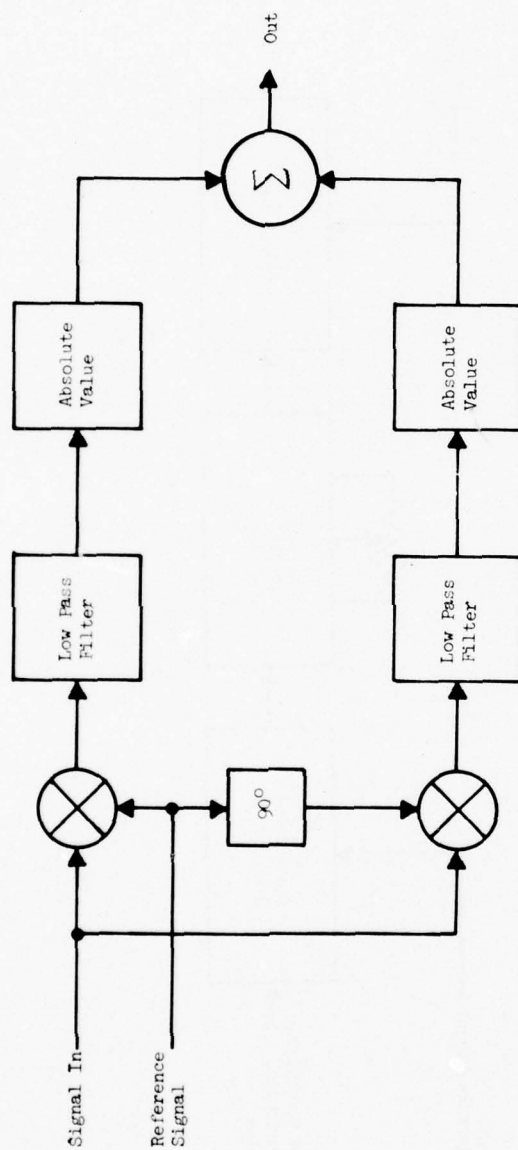 Signal In
Reference
Signal
90°
Low Pass
Filter
Absolute
Value
Low Pass
Filter
Absolute
Value
Σ
Out